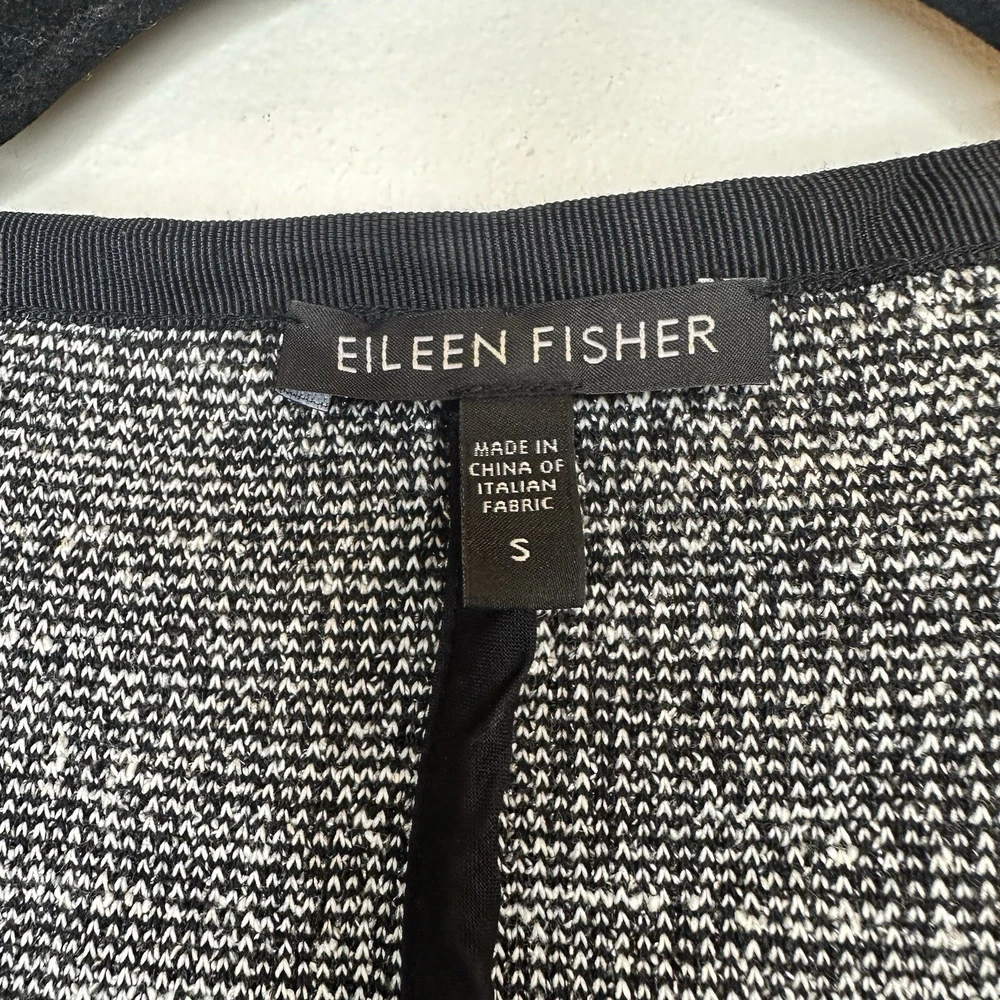 EILEEN FISHER
MADE IN
CHINA OF
ITALIAN
FABRIC
S